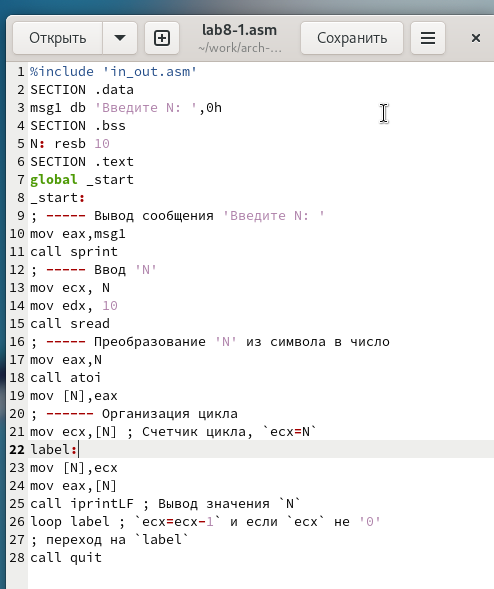 Открыть
lab8-1.asm
~/work/arch-...
Сохранить
1 %include 'in_out.asm'
2 SECTION .data
3 msg1 db 'Введите N: ',0h
4 SECTION .bss
5 N: resb 10
6 SECTION .text
7 global _start
8 _start:
9 ; ----- Вывод сообщения 'Введите N: '
10 mov eax,msg1
11 call sprint
12 ; ----- Ввод 'N'
13 mov ecx, N
14 mov edx, 10
15 call sread
16 ; ----- Преобразование 'N' из символа в число
17 mov eax,N
18 call atoi
19 mov [N],eax
20 ; ------ Организация цикла
21 mov ecx,[N] ; Счетчик цикла, `ecx=N`
22 label:
23 mov [N],ecx
24 mov eax,[N]
25 call iprintLF ; Вывод значения `N`
26 loop label ; `ecx=ecx-1` и если `ecx` не '0'
27 ; переход на `label`
28 call quit